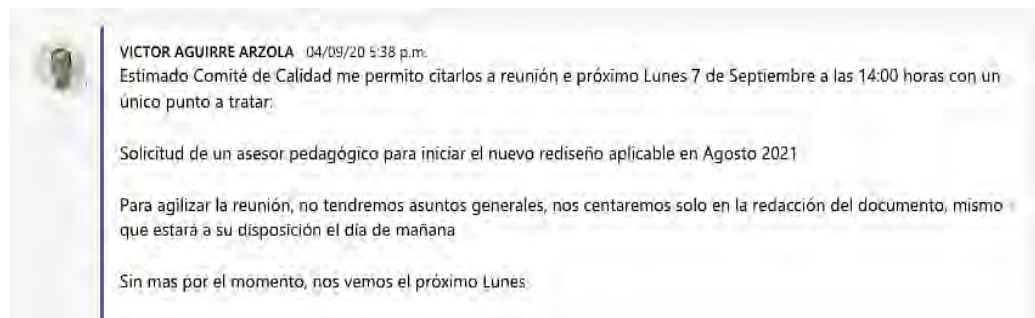 VICTOR AGUIRRE ARZOLA 04/09/20 5:38 p.m.
Estimado Comité de Calidad me permito citarlos a reunión e próximo Lunes 7 de Septiembre a las 14:00 horas con un
único punto a tratar:
Solicitud de un asesor pedagógico para iniciar el nuevo rediseño aplicable en Agosto 2021
Para agilizar la reunión, no tendremos asuntos generales, nos centaremos solo en la redacción del documento, mismo
que estará a su disposición el día de mañana
Sin mas por el momento, nos vemos el próximo Lunes